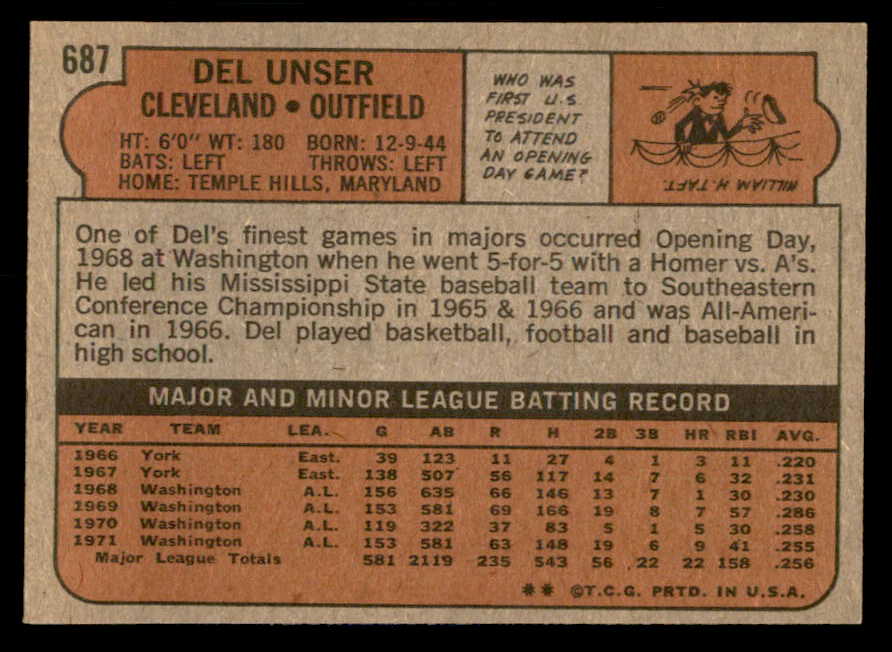 687
DEL UNSER
CLEVELAND • OUTFIELD
HT: 6'0" WT: 180 BORN: 12-9-44
BATS: LEFT THROWS: LEFT
HOME: TEMPLE HILLS, MARYLAND
WHO WAS
FIRST U.S.
PRESIDENT
TO ATTEND
AN OPENING
DAY GAME?
WILLIAM H. TAFT.
One of Del's finest games in majors occurred Opening Day,
1968 at Washington when he went 5-for-5 with a Homer vs. A's.
He led his Mississippi State baseball team to Southeastern
Conference Championship in 1965 & 1966 and was All-Ameri-
can in 1966. Del played basketball, football and baseball in
high school.
MAJOR AND MINOR LEAGUE BATTING RECORD
YEAR TEAM LEA. G AB R H 2B 3B HR RBI AVG.
1966 York East. 39 123 11 27 4 1 3 11 .220
1967 York East. 138 507 56 117 14 7 6 32 .231
1968 Washington A.L. 156 635 66 146 13 7 1 30 .230
1969 Washington A.L. 153 581 69 166 19 8 7 57 .286
1970 Washington A.L. 119 322 37 83 5 1 5 30 .258
1971 Washington A.L. 153 581 63 148 19 6 9 41 .255
Major League Totals 581 2119 235 543 56 22 22 158 .256
** ©T.C.G. PRTD. IN U.S.A.